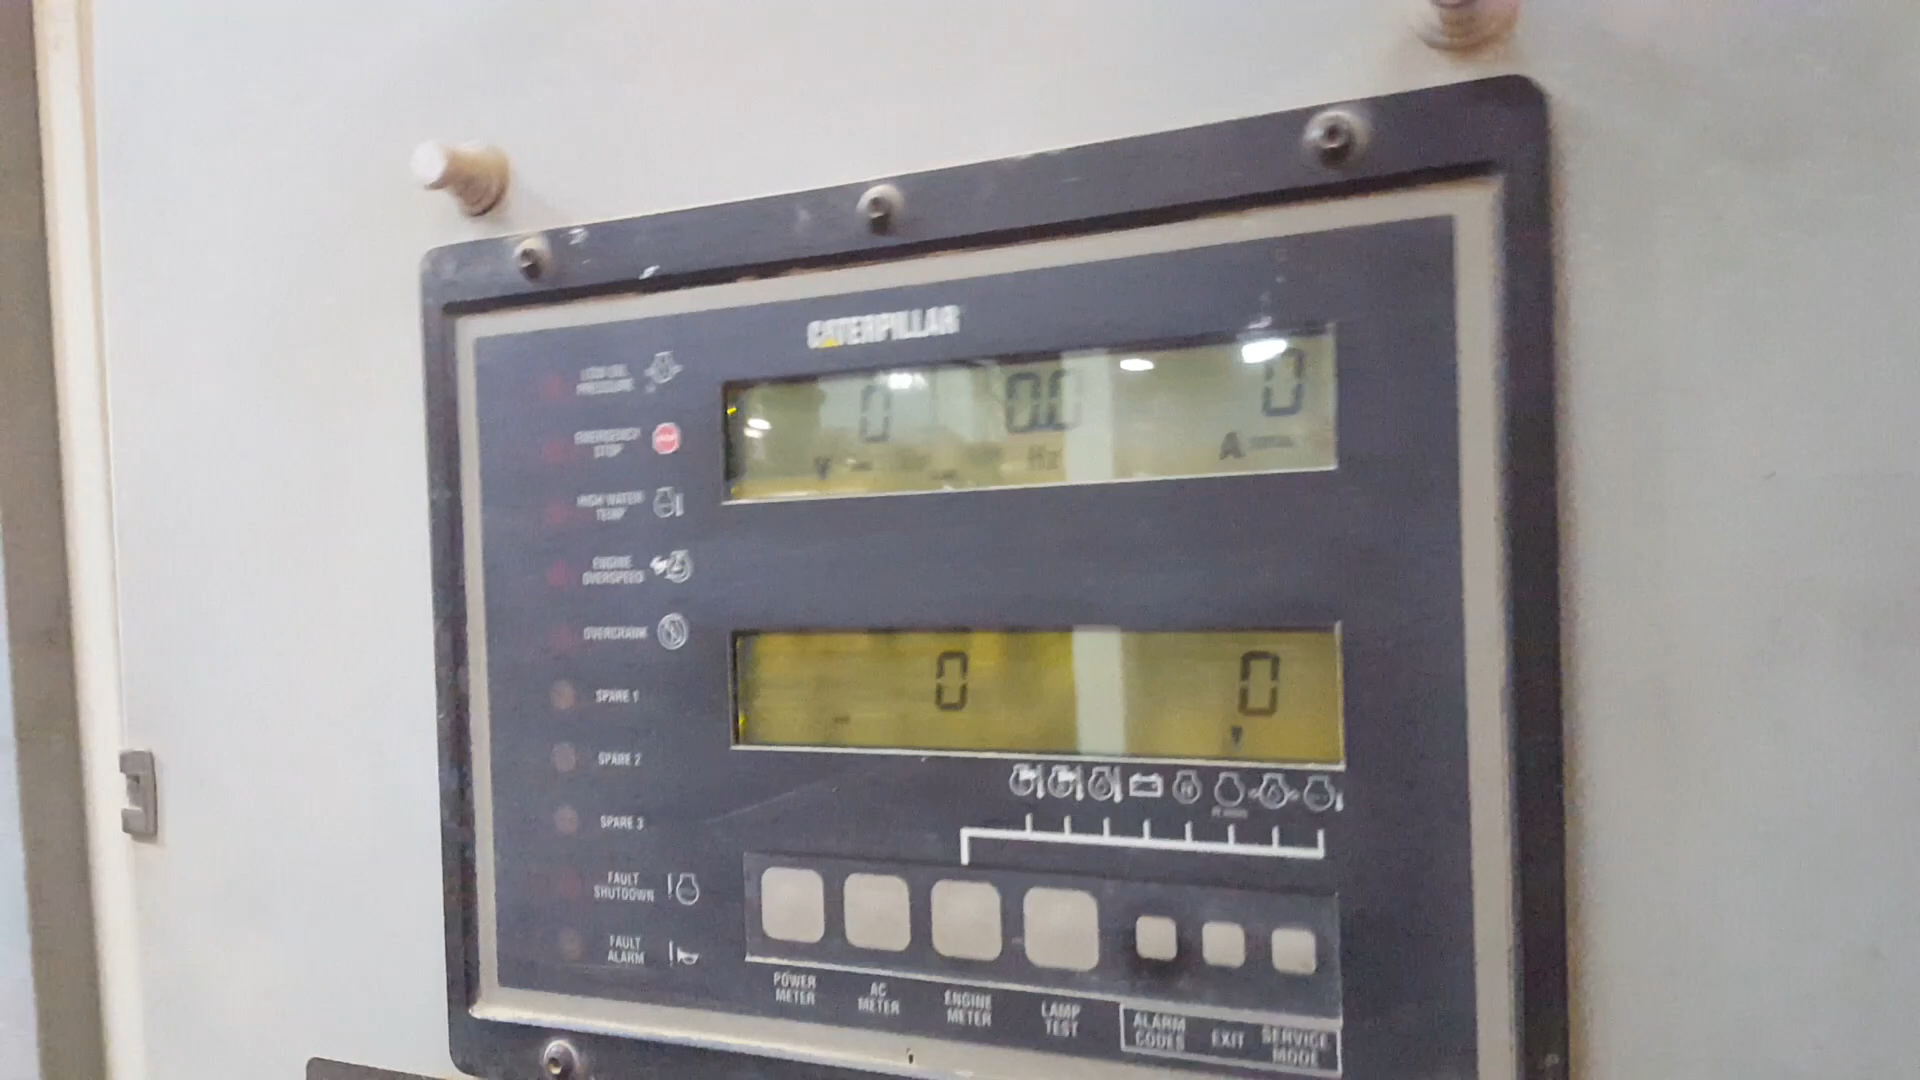 CATERPILLAR
LOW OIL
PRESSURE
0 0.0 0
V Hz A
EMERGENCY
STOP
HIGH WATER
TEMP
ENGINE
OVERSPEED
OVERCRANK
0 0
SPARE 1
SPARE 2
SPARE 3
FAULT
SHUTDOWN
FAULT
ALARM
POWER
METER
AC
METER
ENGINE
METER
LAMP
TEST
ALARM
CODES
EXIT
SERVICE
MODE